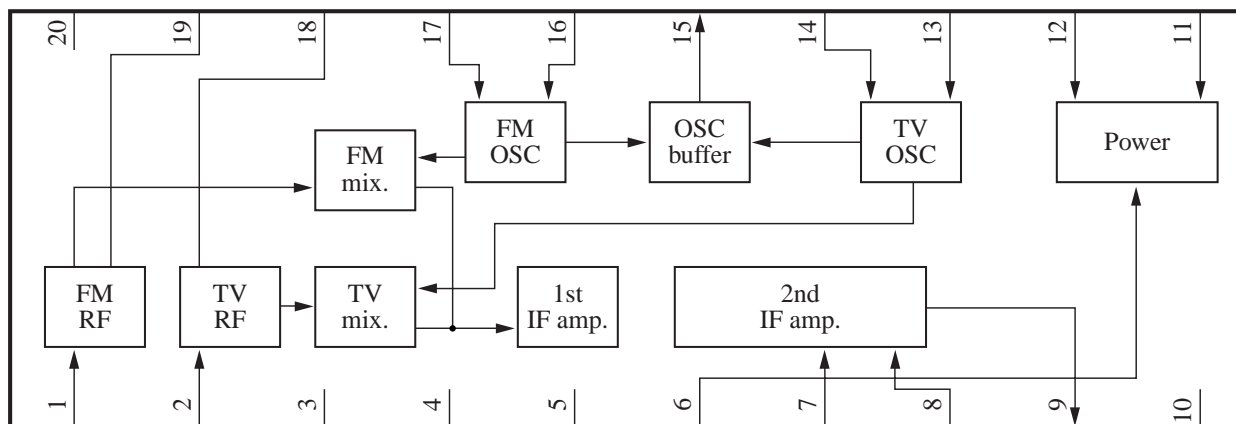 20 19 18 17 16 15 14 13 12 11
FM
OSC
OSC
buffer
TV
OSC
Power
FM
mix.
FM
RF
TV
RF
TV
mix.
1st
IF amp.
2nd
IF amp.
1 2 3 4 5 6 7 8 9 10